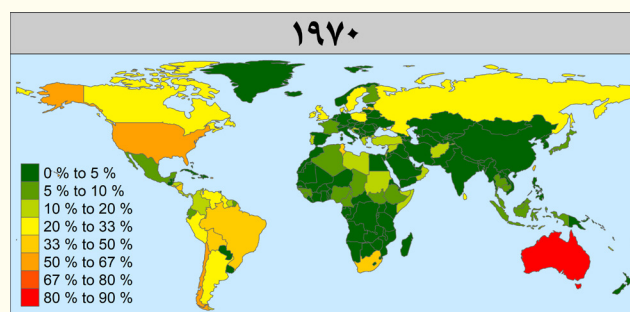 ۱۹۷۰
0 % to 5 %
5 % to 10 %
10 % to 20 %
20 % to 33 %
33 % to 50 %
50 % to 67 %
67 % to 80 %
80 % to 90 %